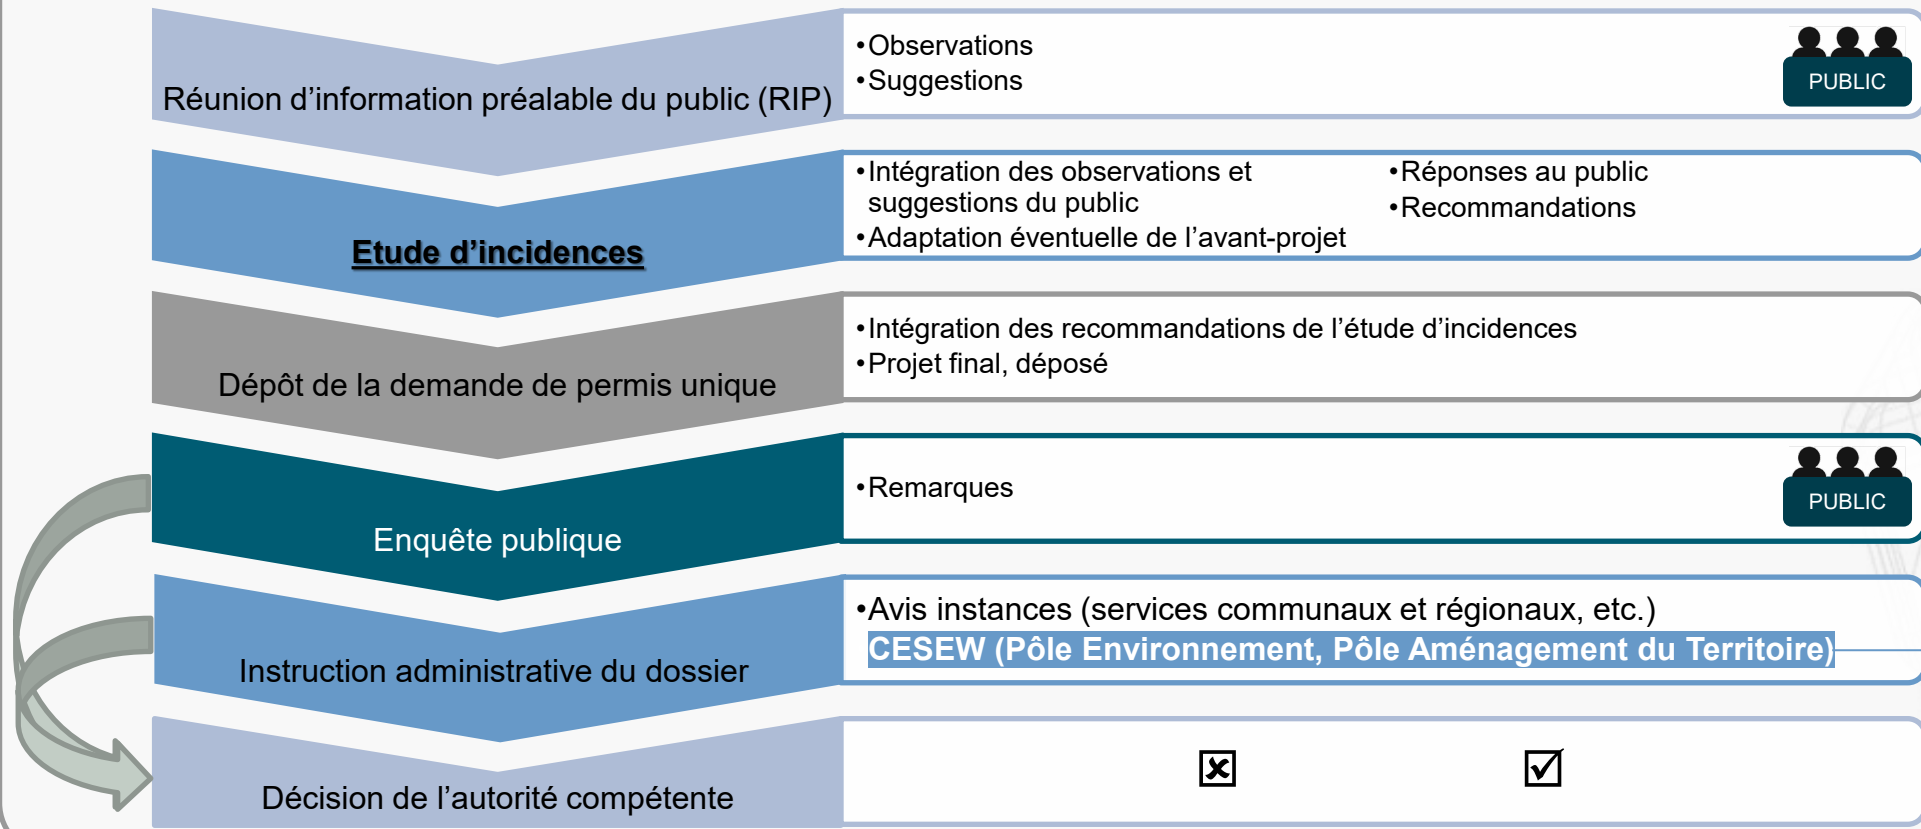 Réunion d’information préalable du public (RIP)
•Observations
•Suggestions
PUBLIC
Etude d’incidences
•Intégration des observations et
suggestions du public
•Adaptation éventuelle de l’avant-projet
•Réponses au public
•Recommandations
Dépôt de la demande de permis unique
•Intégration des recommandations de l’étude d’incidences
•Projet final, déposé
Enquête publique
•Remarques
PUBLIC
Instruction administrative du dossier
•Avis instances (services communaux et régionaux, etc.)
CESEW (Pôle Environnement, Pôle Aménagement du Territoire)
Décision de l’autorité compétente